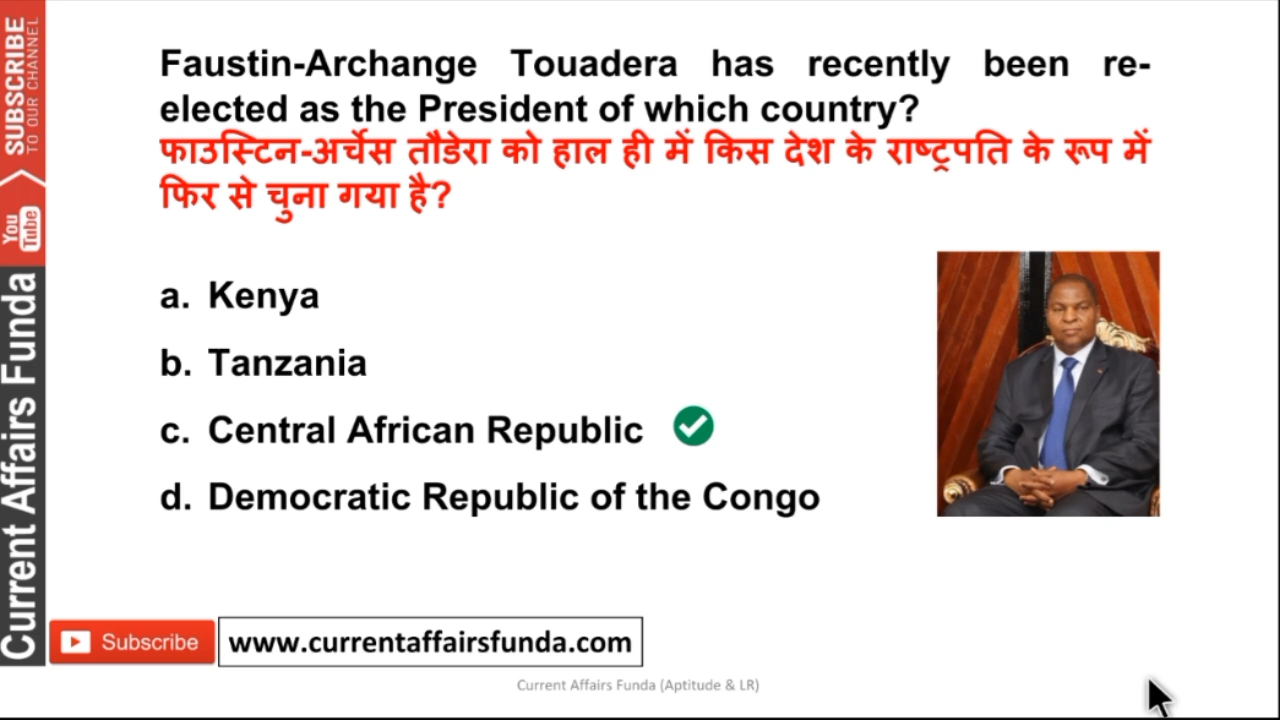 SUBSCRIBE
TO OUR CHANNEL
You
Tube
Current Affairs Funda
Faustin-Archange Touadera has recently been re-
elected as the President of which country?
फाउस्टिन-अर्चेस तौडेरा को हाल ही में किस देश के राष्ट्रपति के रूप में
फिर से चुना गया है?
a. Kenya
b. Tanzania
c. Central African Republic
d. Democratic Republic of the Congo
Subscribe
www.currentaffairsfunda.com
Current Affairs Funda (Aptitude & LR)